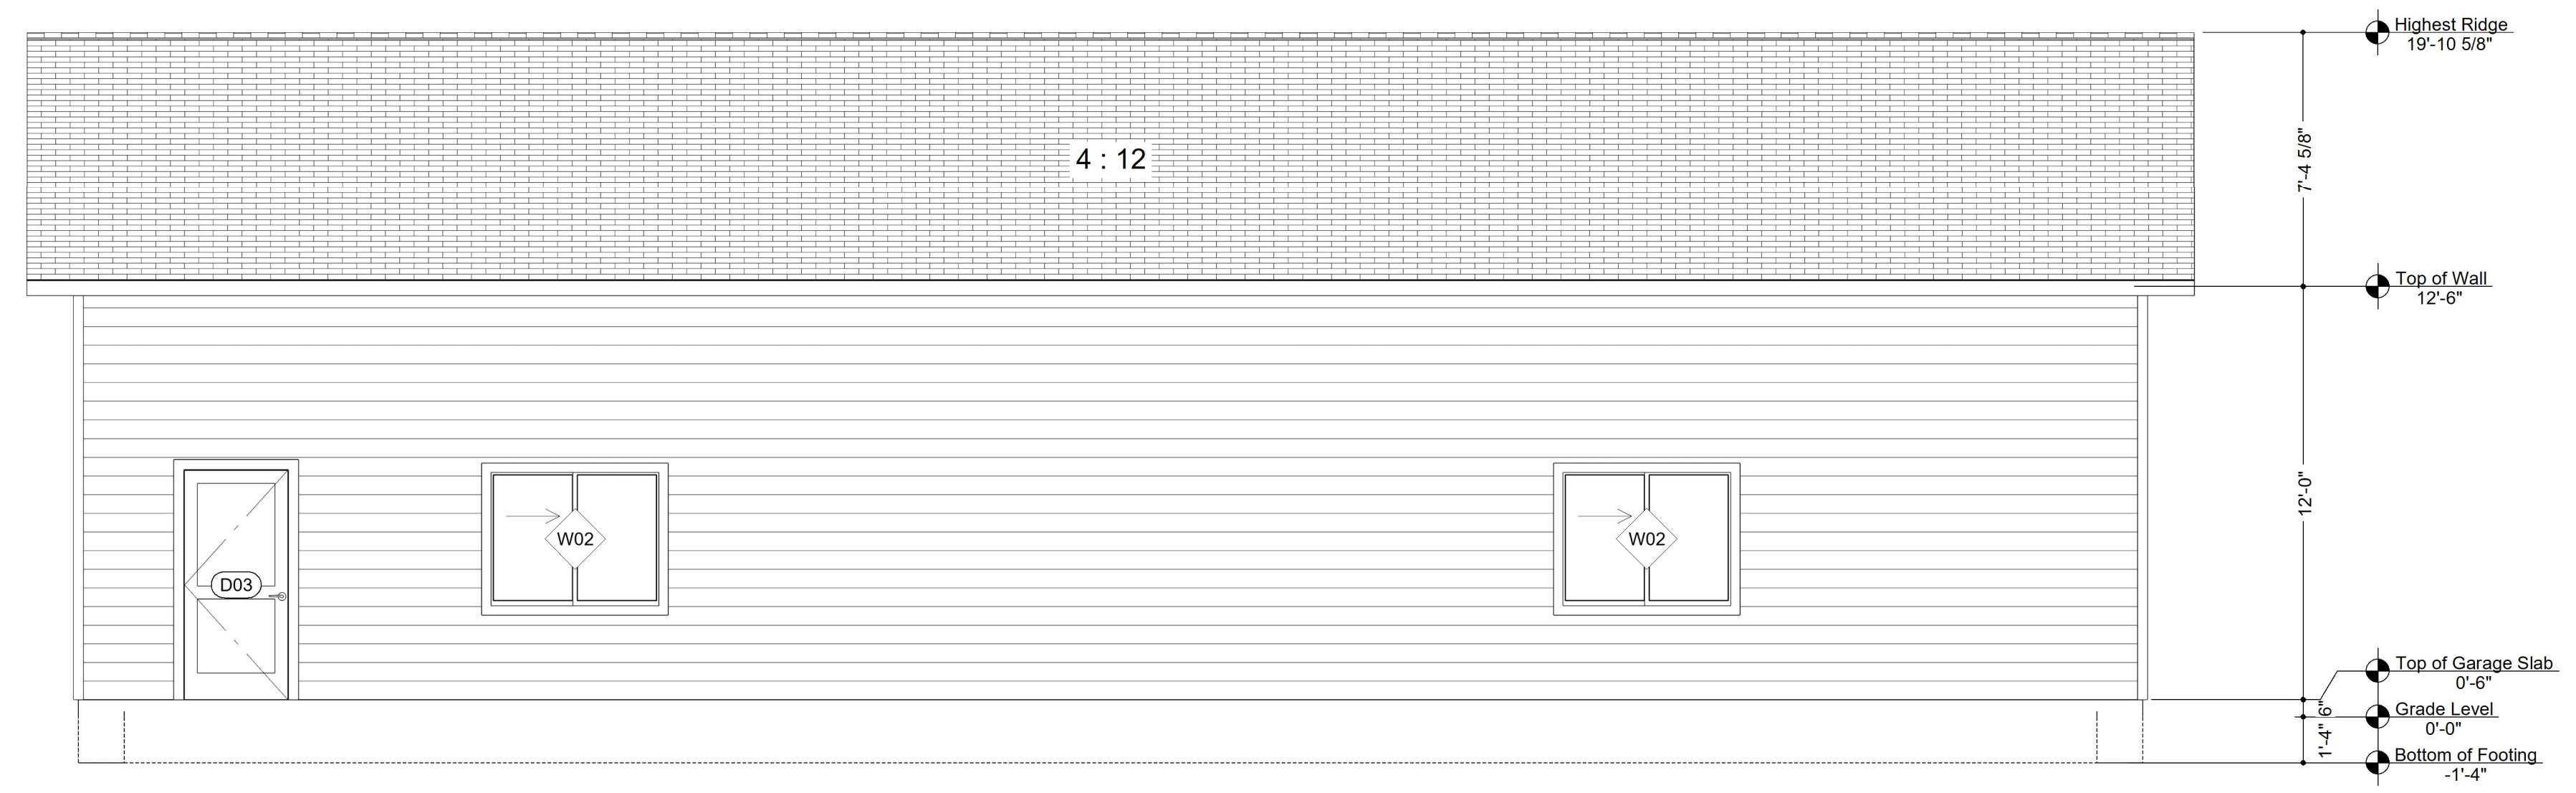 Highest Ridge
19'-10 5/8"
4 : 12
7'-4 5/8"
Top of Wall
12'-6"
12'-0"
W02
W02
D03
Top of Garage Slab
0'-6"
6"
Grade Level
0'-0"
1'-4"
Bottom of Footing
-1'-4"